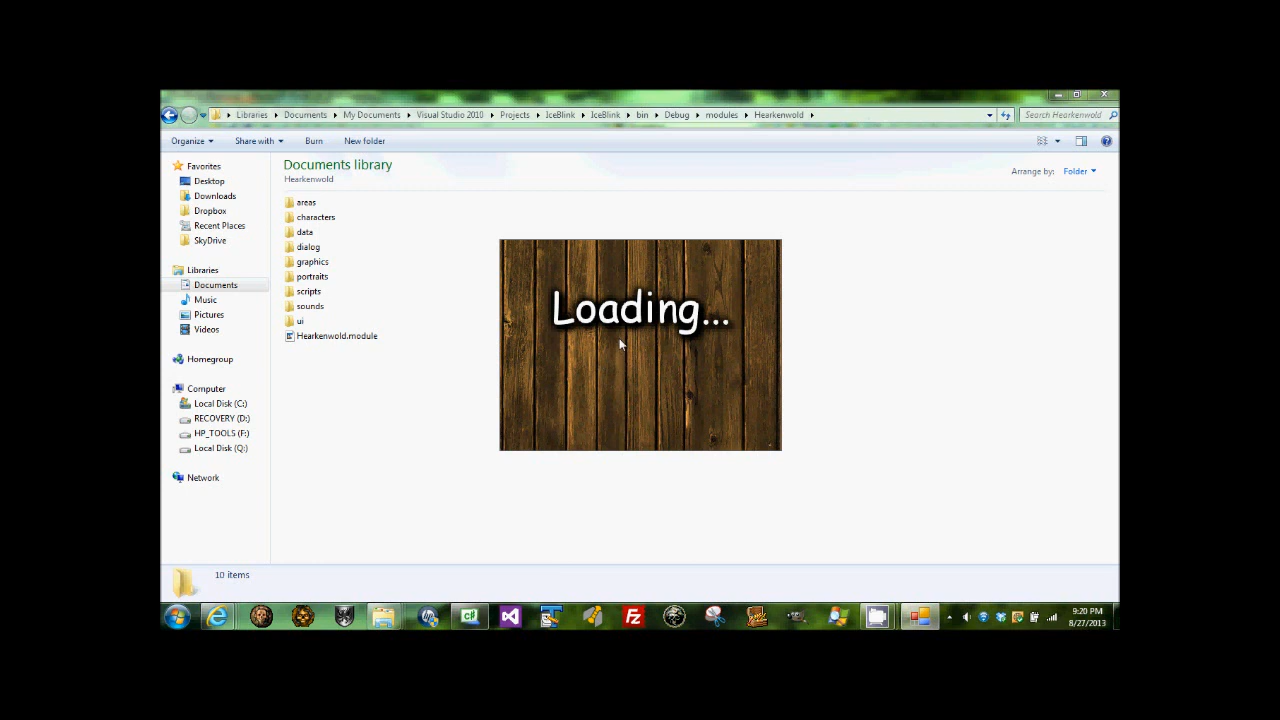 Libraries Documents My Documents Visual Studio 2010 Projects IceBlink IceBlink bin Debug modules Hearkenwold
Search Hearkenwold
Organize Share with Burn New folder
Documents library
Hearkenwold
Arrange by: Folder
Favorites
Desktop
Downloads
Dropbox
Recent Places
SkyDrive
Libraries
Documents
Music
Pictures
Videos
Homegroup
Computer
Local Disk (C:)
RECOVERY (D:)
HP_TOOLS (F:)
Local Disk (Q:)
Network
areas
characters
data
dialog
graphics
portraits
scripts
sounds
ui
Hearkenwold.module
Loading...
10 items
9:20 PM
8/27/2013